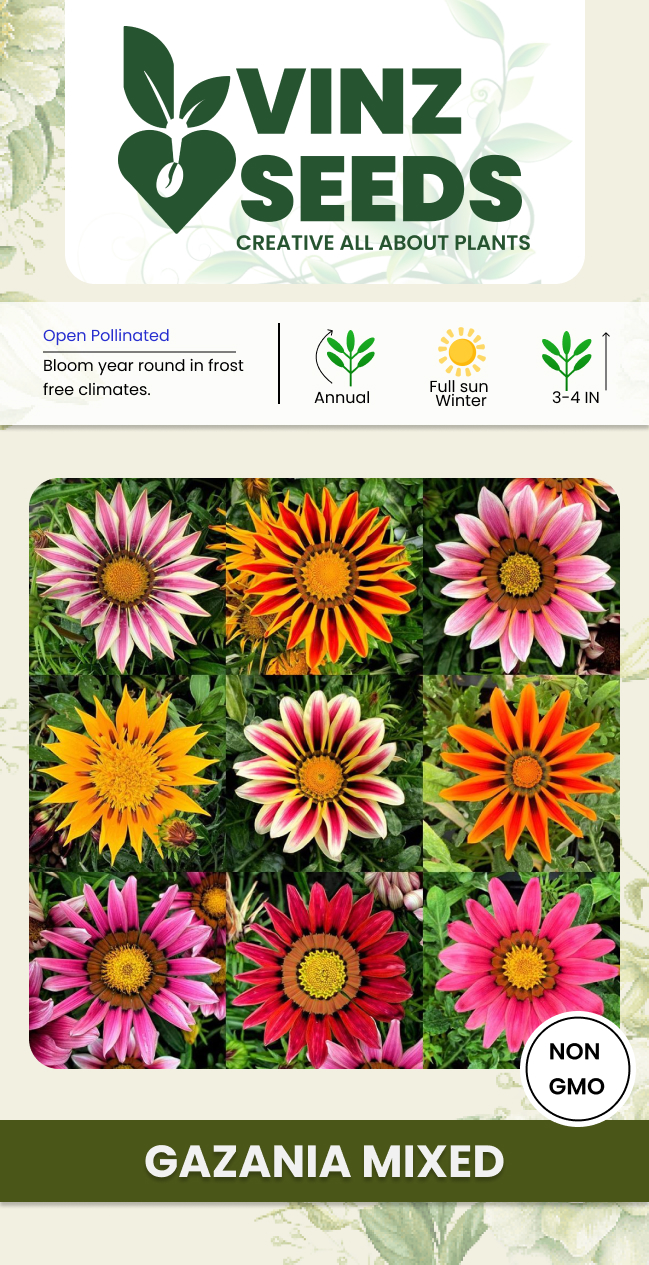 VINZ
SEEDS
CREATIVE ALL ABOUT PLANTS
Open Pollinated
Bloom year round in frost
free climates.
Annual
Full sun
Winter
3-4 IN
NON
GMO
GAZANIA MIXED